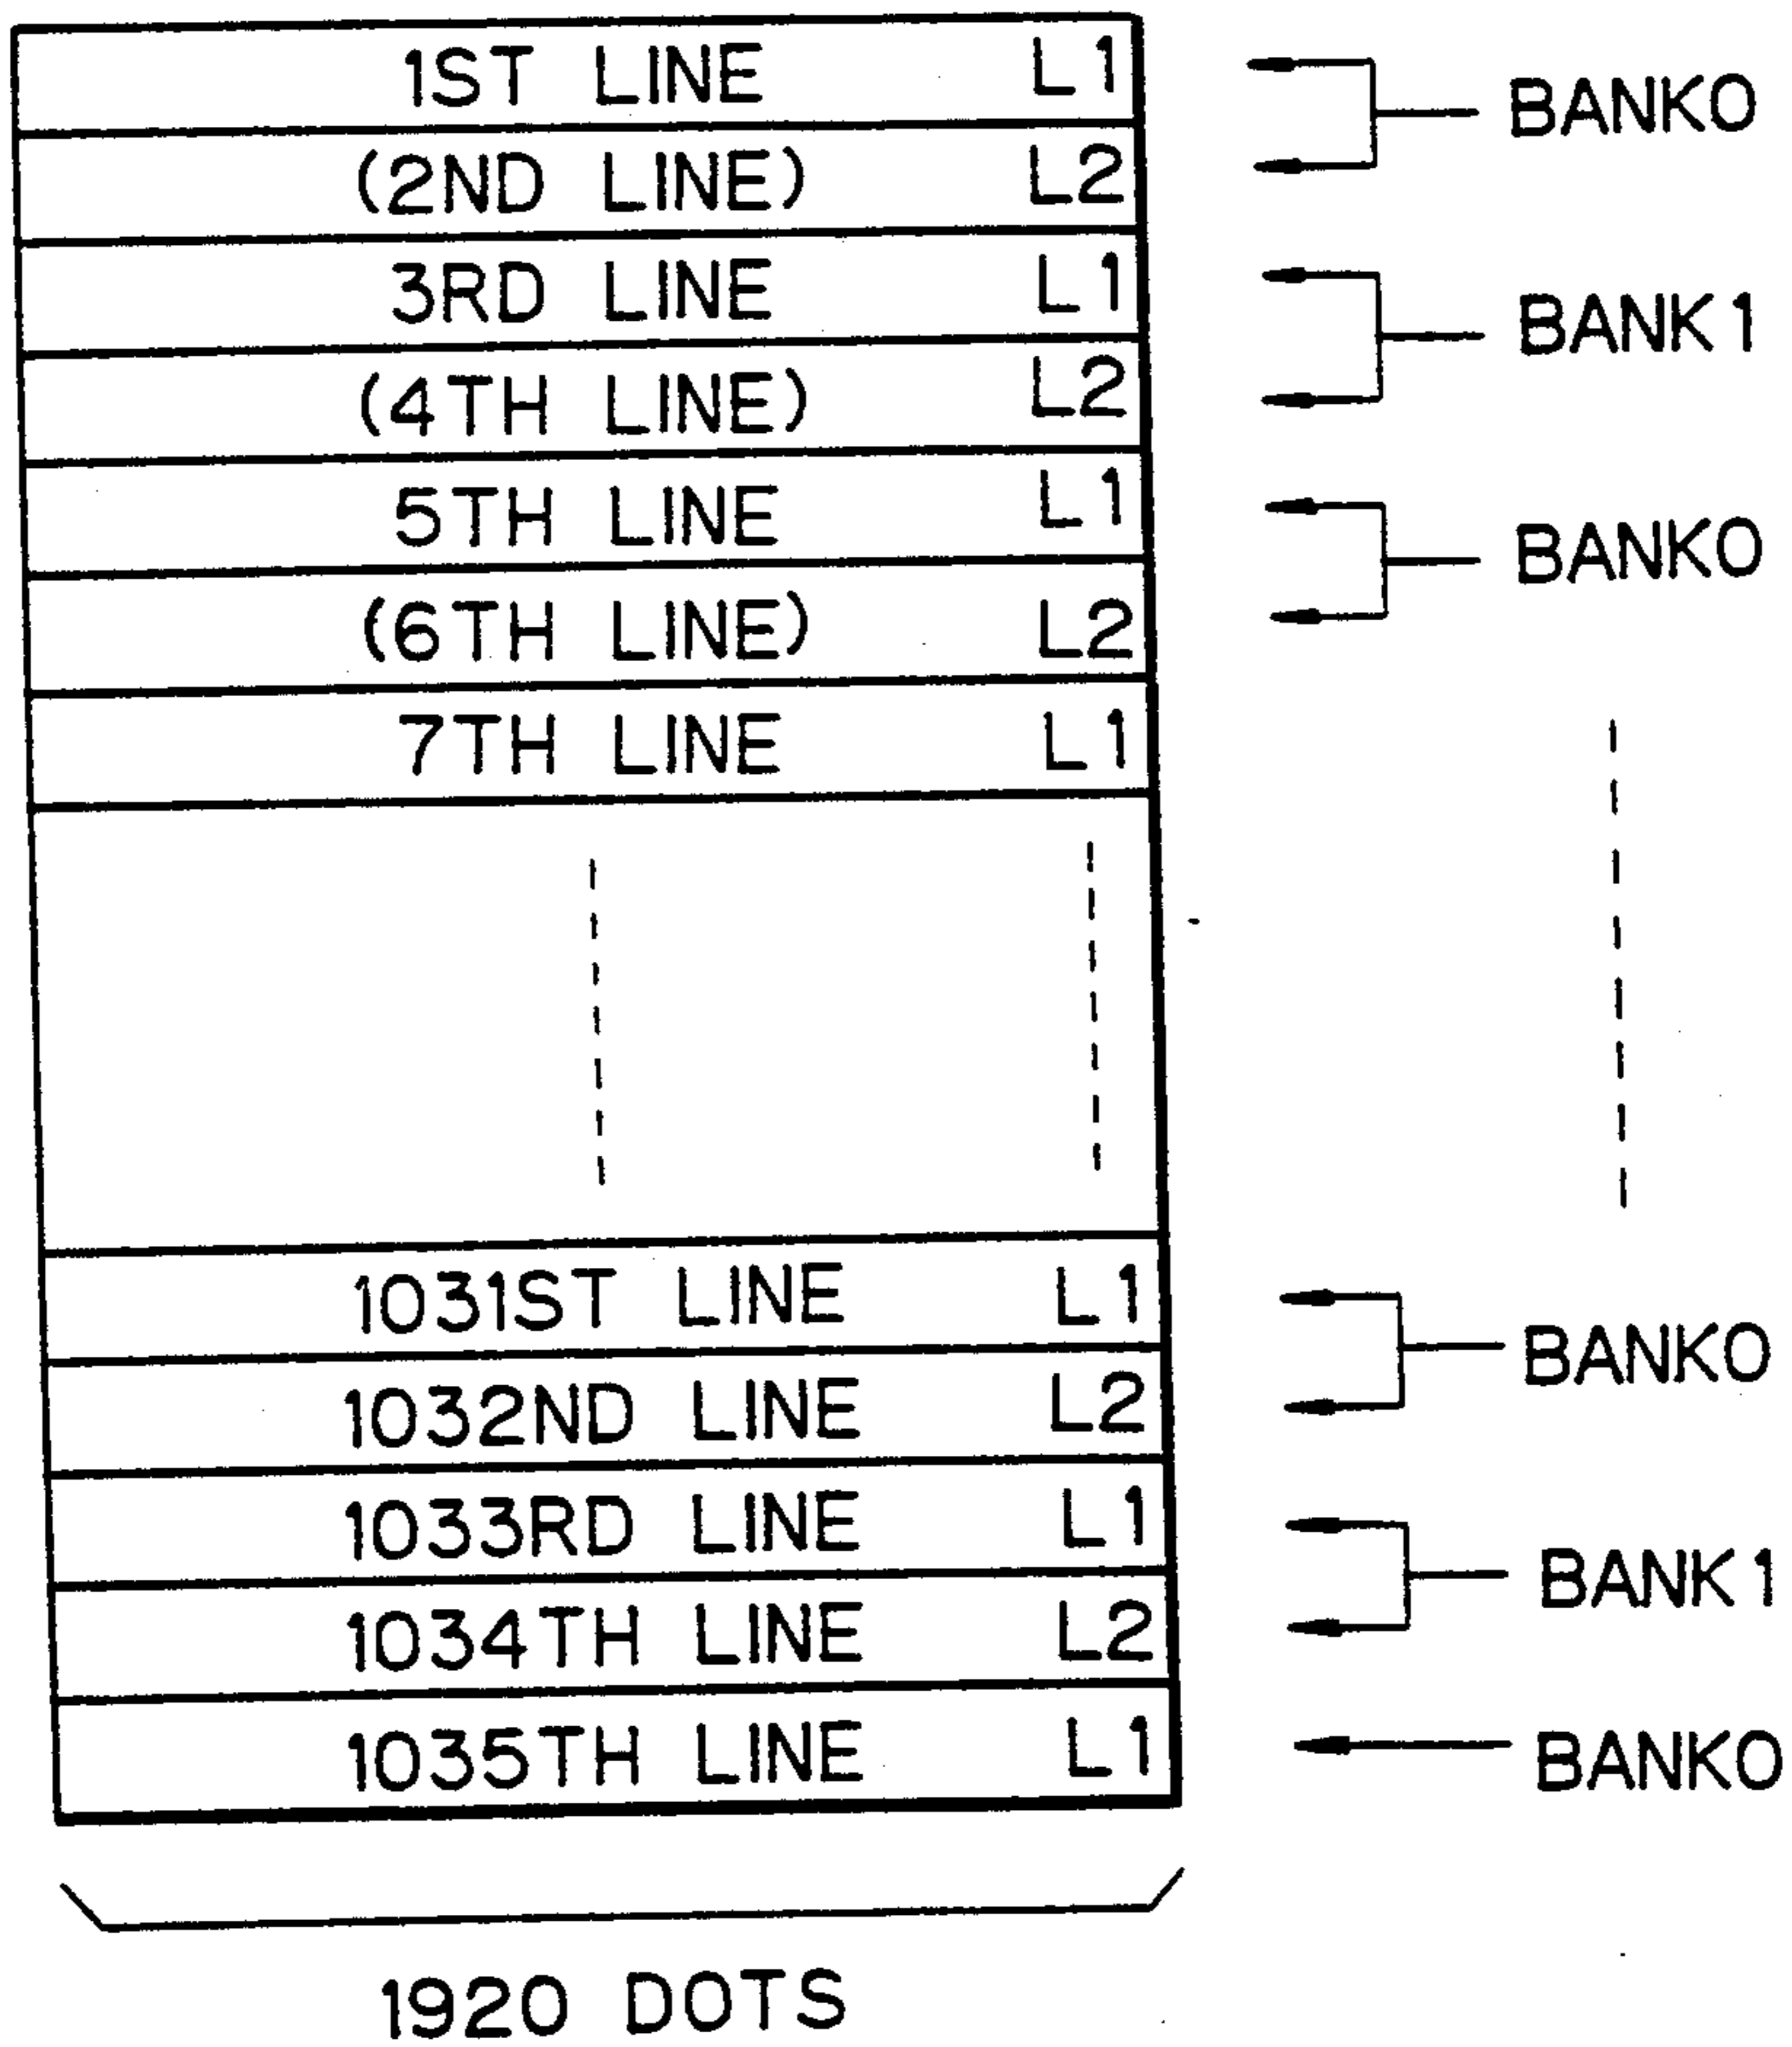 1ST LINE L1
BANK0
(2ND LINE) L2
3RD LINE L1
BANK1
(4TH LINE) L2
5TH LINE L1
BANK0
(6TH LINE) L2
7TH LINE L1
1031ST LINE L1
BANK0
1032ND LINE L2
1033RD LINE L1
BANK1
1034TH LINE L2
1035TH LINE L1
BANK0
1920 DOTS